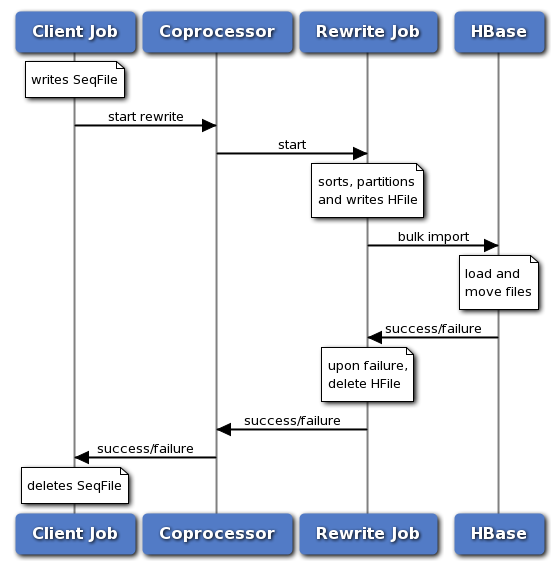 Client Job
Coprocessor
Rewrite Job
HBase
writes SeqFile
start rewrite
start
sorts, partitions
and writes HFile
bulk import
load and
move files
success/failure
upon failure,
delete HFile
success/failure
success/failure
deletes SeqFile
Client Job
Coprocessor
Rewrite Job
HBase